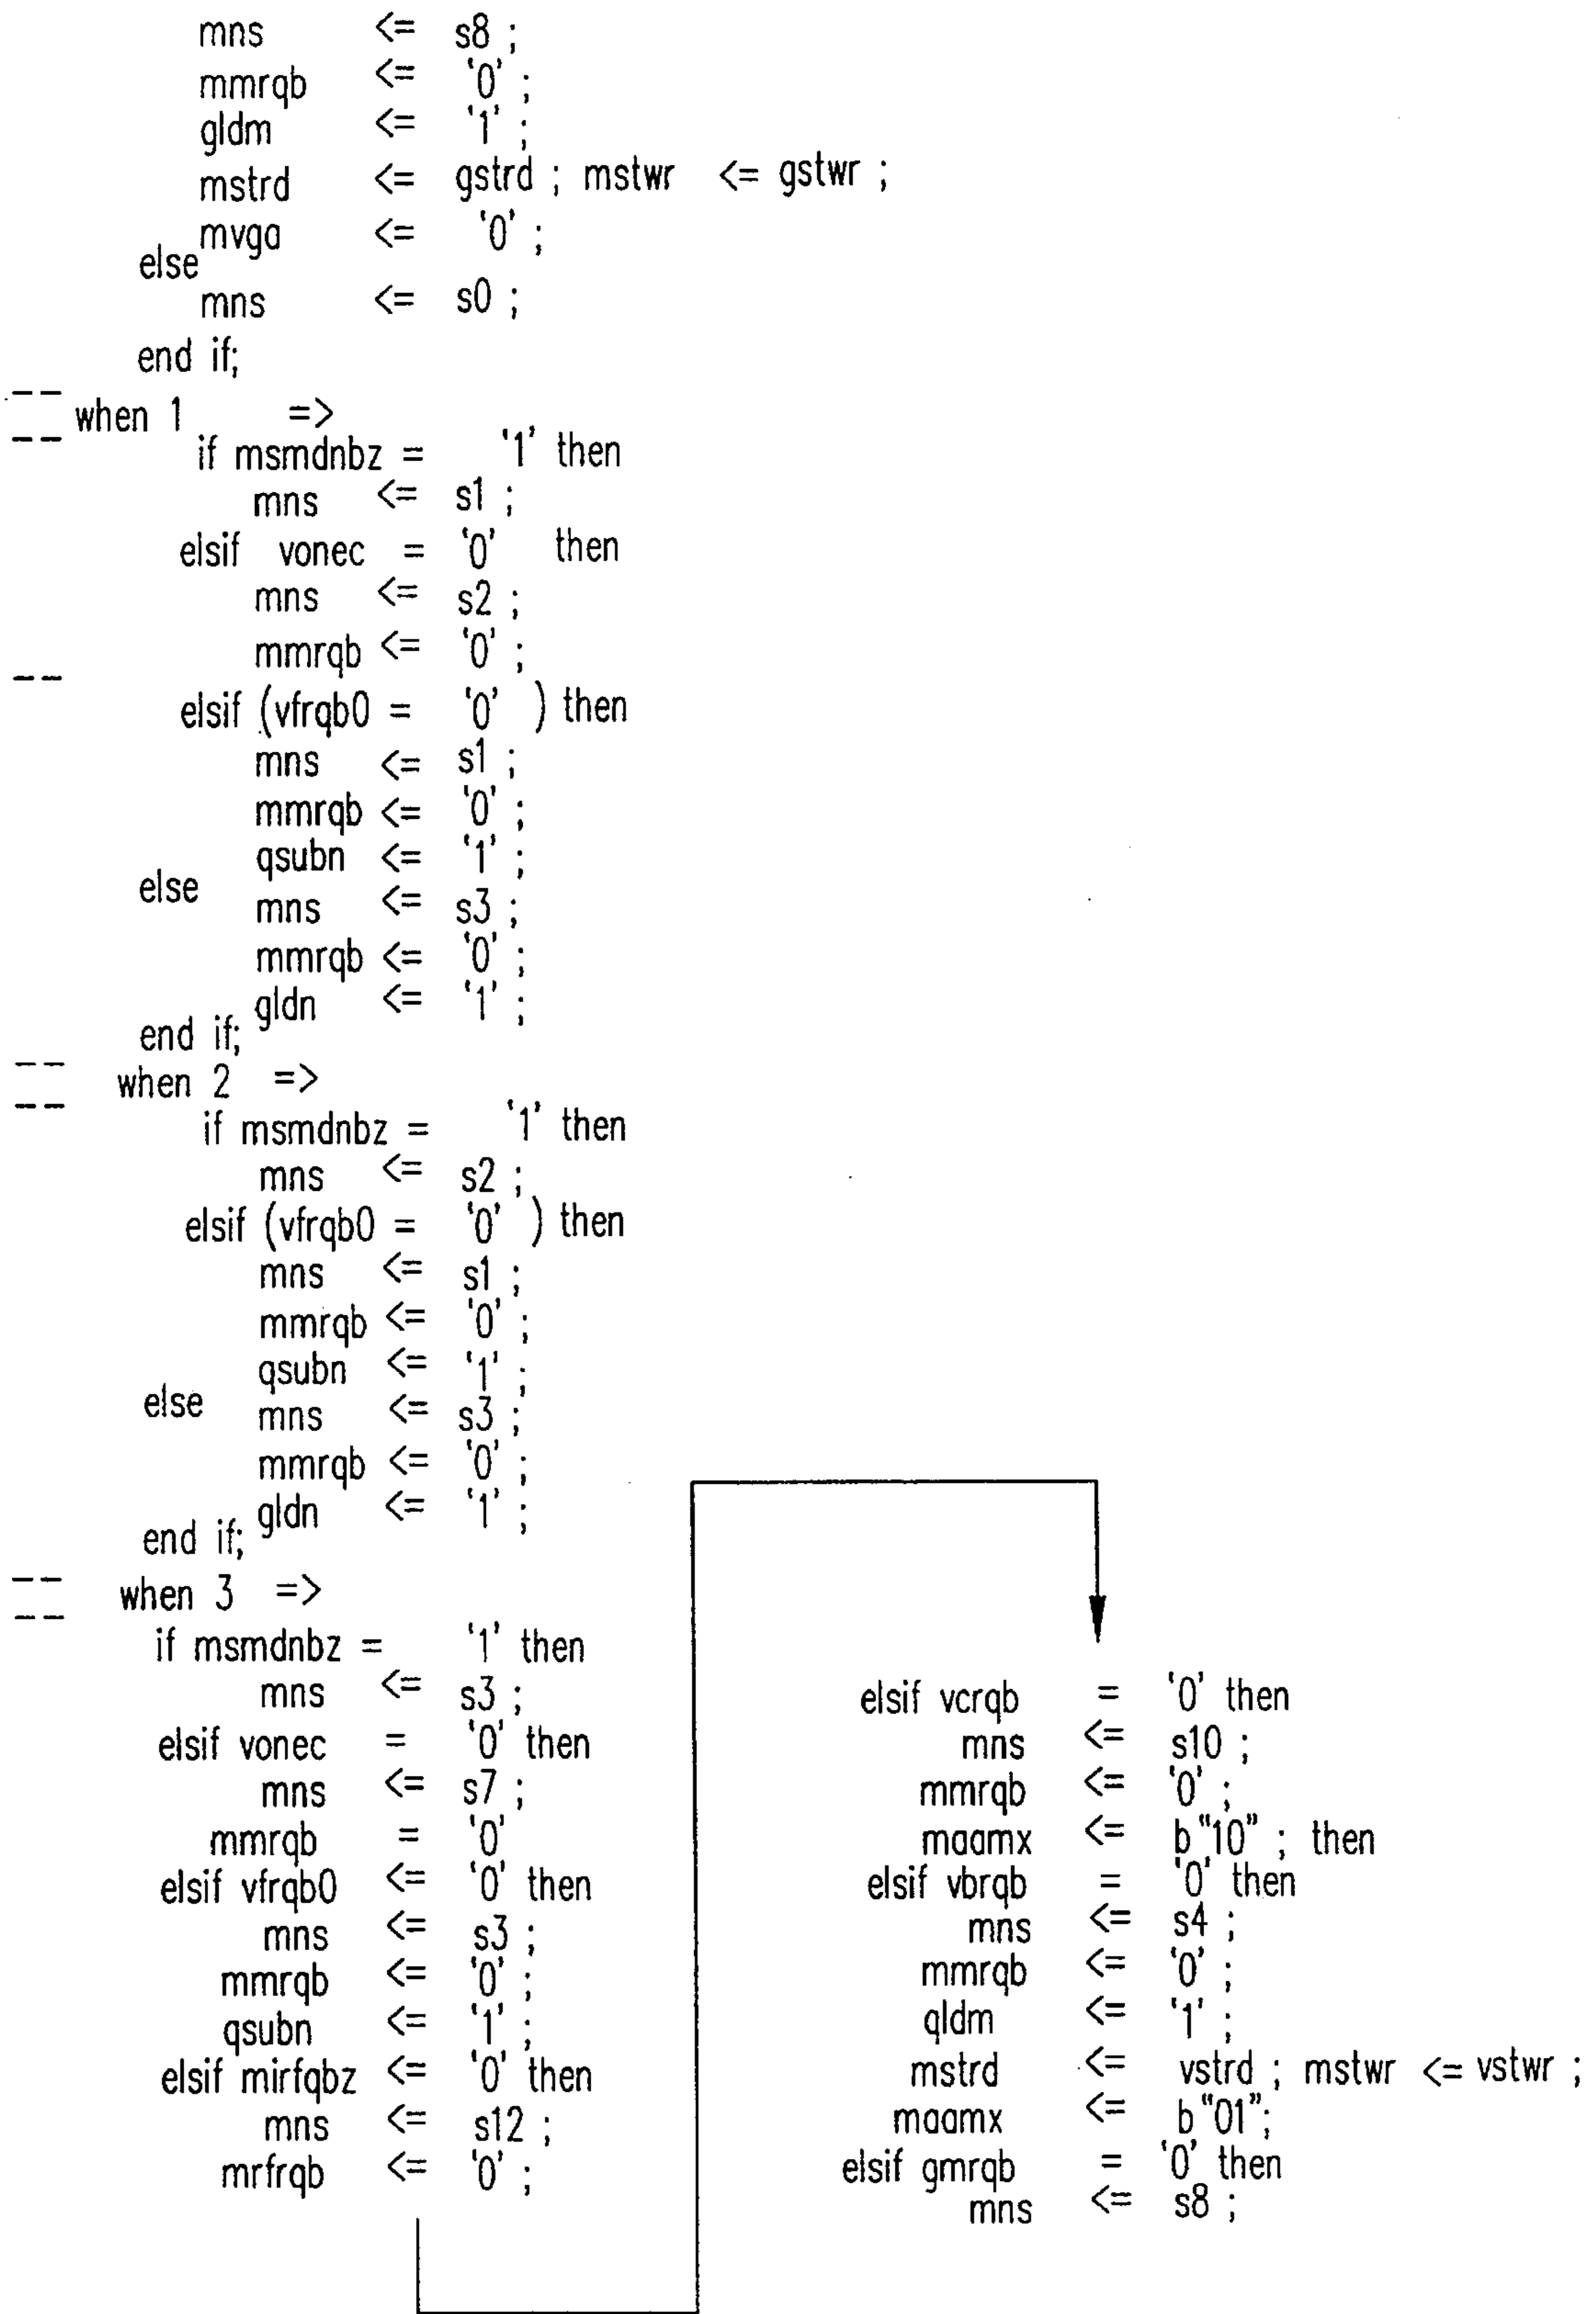 mns <= s8 ;
mmrqb <= '0' ;
gldm <= '1' ;
mstrd <= gstrd ; mstwr <= gstwr ;
mvga <= '0' ;
else
mns <= s0 ;
end if;
--
when 1 =>
--
if msmdnbz = '1' then
mns <= s1 ;
elsif vonec = '0' then
mns <= s2 ;
mmrqb <= '0' ;
--
elsif (vfrqb0 = '0' ) then
mns <= s1 ;
mmrqb <= '0' ;
qsubn <= '1' ;
else
mns <= s3 ;
mmrqb <= '0' ;
gldn <= '1' ;
end if;
--
when 2 =>
--
if msmdnbz = '1' then
mns <= s2 ;
elsif (vfrqb0 = '0' ) then
mns <= s1 ;
mmrqb <= '0' ;
qsubn <= '1' ;
else
mns <= s3 ;
mmrqb <= '0' ;
gldn <= '1' ;
end if;
--
when 3 =>
--
if msmdnbz = '1' then
mns <= s3 ;
elsif vonec = '0' then
mns <= s7 ;
mmrqb = '0'
elsif vfrqb0 <= '0' then
mns <= s3 ;
mmrqb <= '0' ;
qsubn <= '1' ;
elsif mirfqbz <= '0' then
mns <= s12 ;
mrfrqb <= '0' ;
elsif vcrqb = '0' then
mns <= s10 ;
mmrqb <= '0' ;
maamx <= b"10" ; then
elsif vbrqb = '0' then
mns <= s4 ;
mmrqb <= '0' ;
qldm <= '1' ;
mstrd <= vstrd ; mstwr <= vstwr ;
maamx <= b"01";
elsif gmrqb = '0' then
mns <= s8 ;